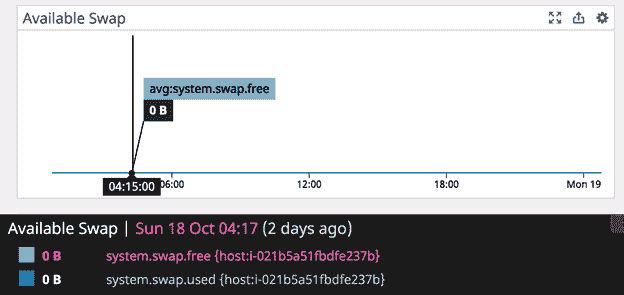 Available Swap
avg:system.swap.free
0 B
04:15:00
06:00
12:00
18:00
Mon 19
Available Swap | Sun 18 Oct 04:17 (2 days ago)
0 B system.swap.free {host:i-021b5a51fbdfe237b}
0 B system.swap.used {host:i-021b5a51fbdfe237b}